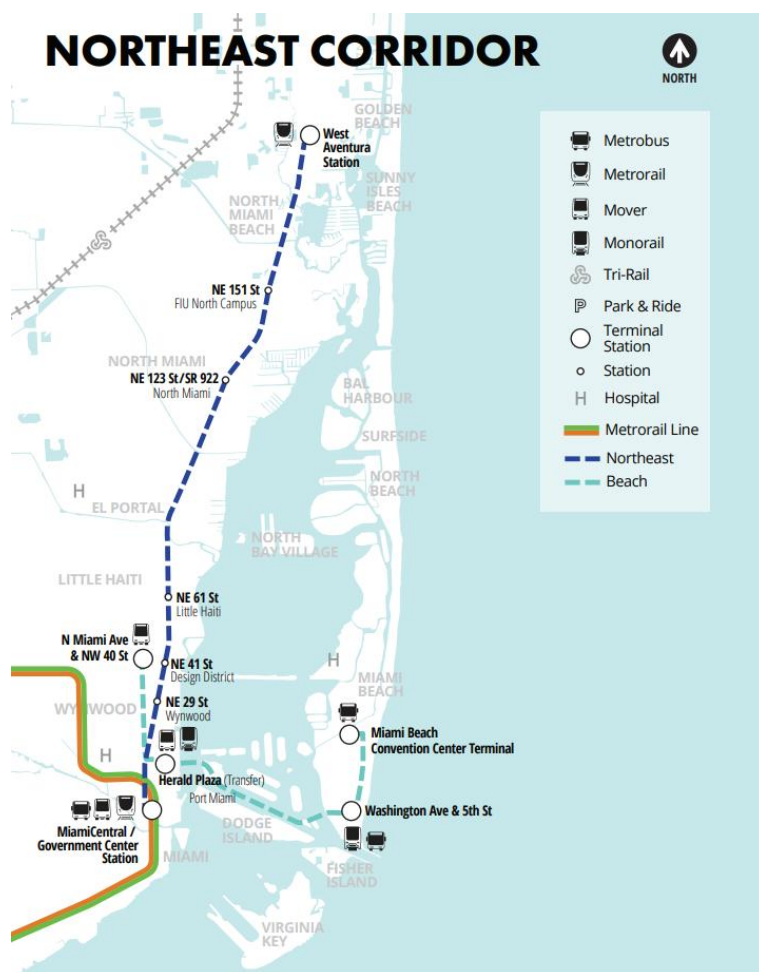 NORTHEAST CORRIDOR
NORTH
GOLDEN
BEACH
West
Aventura
Station
SUNNY
ISLES
BEACH
NORTH
MIAMI
BEACH
NE 151 St
FIU North Campus
NORTH MIAMI
NE 123 St/SR 922
North Miami
BAL
HARBOUR
SURFSIDE
NORTH
BEACH
H
EL PORTAL
NORTH
BAY VILLAGE
LITTLE HAITI
NE 61 St
Little Haiti
N Miami Ave
& NW 40 St
NE 41 St
Design District
H
MIAMI
BEACH
WYNWOOD
NE 29 St
Wynwood
Miami Beach
Convention Center Terminal
H
Herald Plaza (Transfer)
Port Miami
Washington Ave & 5th St
MiamiCentral /
Government Center
Station
DODGE
ISLAND
MIAMI
FISHER
ISLAND
VIRGINIA
KEY
Metrobus
Metrorail
Mover
Monorail
Tri-Rail
P Park & Ride
Terminal
Station
Station
H Hospital
Metrorail Line
Northeast
Beach